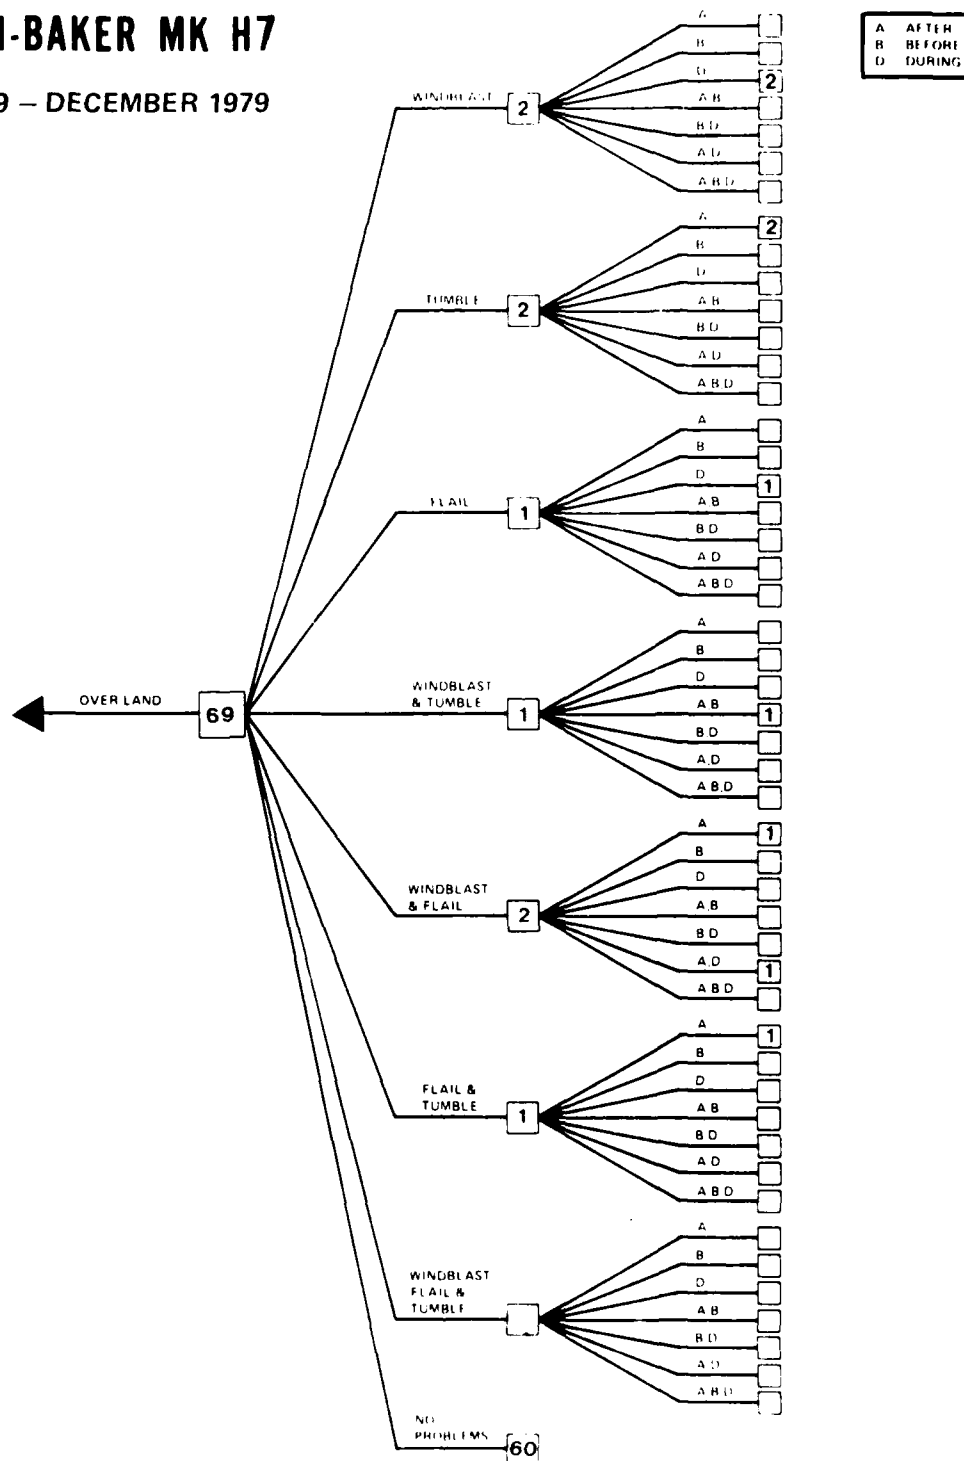 I-BAKER MK H7
9 – DECEMBER 1979
A AFTER
B BEFORE
D DURING
OVER LAND
69
WINDBLAST
2
A
B
D
2
A B
B D
A D
A B D
TUMBLE
2
A
2
B
D
A B
B D
A D
A B D
FLAIL
1
A
B
D
1
A B
B D
A D
A B D
WINDBLAST
& TUMBLE
1
A
B
D
A B
1
B D
A,D
A B,D
WINDBLAST
& FLAIL
2
A
1
B
D
A,B
B D
A,D
1
A B D
FLAIL &
TUMBLE
1
A
1
B
D
A B
B D
A D
A B D
WINDBLAST
FLAIL &
TUMBLE
A
B
D
A B
B D
A D
A B D
NO
PROBLEMS
60